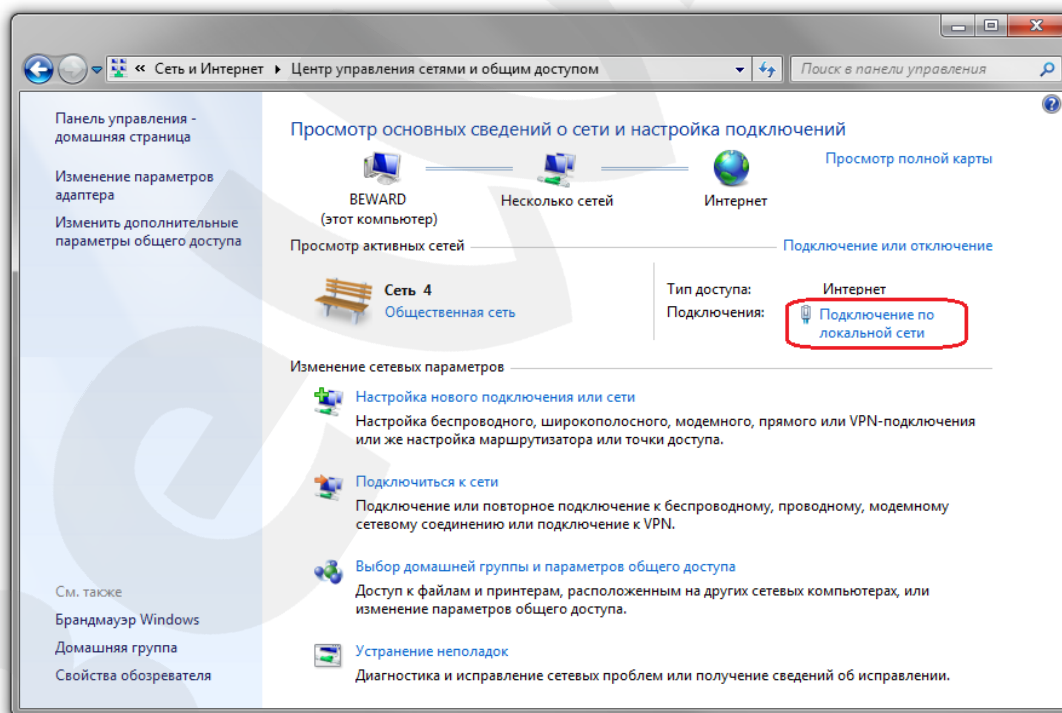 « Сеть и Интернет ▸ Центр управления сетями и общим доступом
Поиск в панели управления
Панель управления -
домашняя страница
Изменение параметров
адаптера
Изменить дополнительные
параметры общего доступа
См. также
Брандмауэр Windows
Домашняя группа
Свойства обозревателя
Просмотр основных сведений о сети и настройка подключений
Просмотр полной карты
BEWARD
(этот компьютер)
Несколько сетей
Интернет
Просмотр активных сетей
Подключение или отключение
Сеть 4
Общественная сеть
Тип доступа: Интернет
Подключения: Подключение по
локальной сети
Изменение сетевых параметров
Настройка нового подключения или сети
Настройка беспроводного, широкополосного, модемного, прямого или VPN-подключения
или же настройка маршрутизатора или точки доступа.
Подключиться к сети
Подключение или повторное подключение к беспроводному, проводному, модемному
сетевому соединению или подключение к VPN.
Выбор домашней группы и параметров общего доступа
Доступ к файлам и принтерам, расположенным на других сетевых компьютерах, или
изменение параметров общего доступа.
Устранение неполадок
Диагностика и исправление сетевых проблем или получение сведений об исправлении.